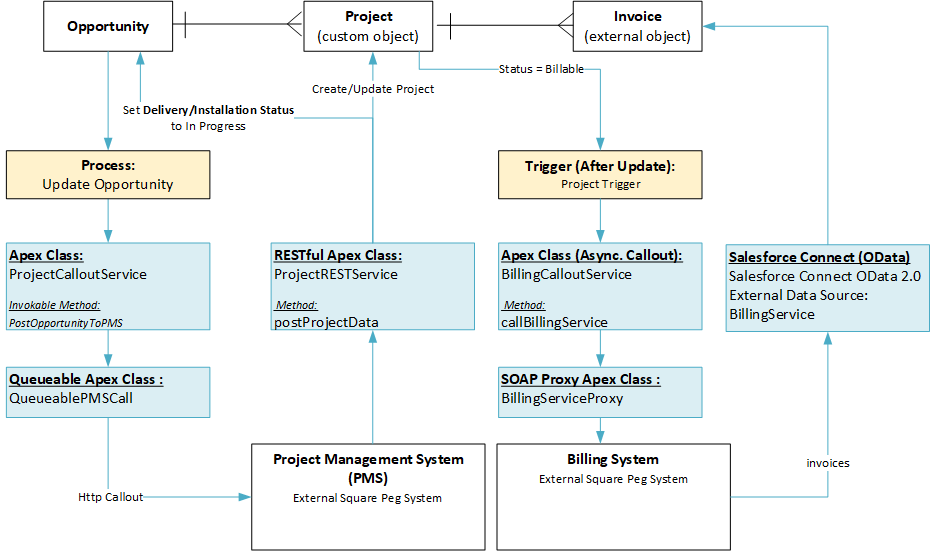 Opportunity
Project
(custom object)
Invoice
(external object)
Status = Billable
Create/Update Project
Set Delivery/Installation Status
to In Progress
Process:
Update Opportunity
Trigger (After Update):
Project Trigger
Apex Class:
ProjectCalloutService
Invokable Method:
PostOpportunityToPMS
RESTful Apex Class:
ProjectRESTService
Method:
postProjectData
Apex Class (Async. Callout):
BillingCalloutService
Method:
callBillingService
Salesforce Connect (OData)
Salesforce Connect OData 2.0
External Data Source:
BillingService
Queueable Apex Class :
QueueablePMSCall
SOAP Proxy Apex Class :
BillingServiceProxy
Http Callout
Project Management System
(PMS)
External Square Peg System
Billing System
External Square Peg System
invoices